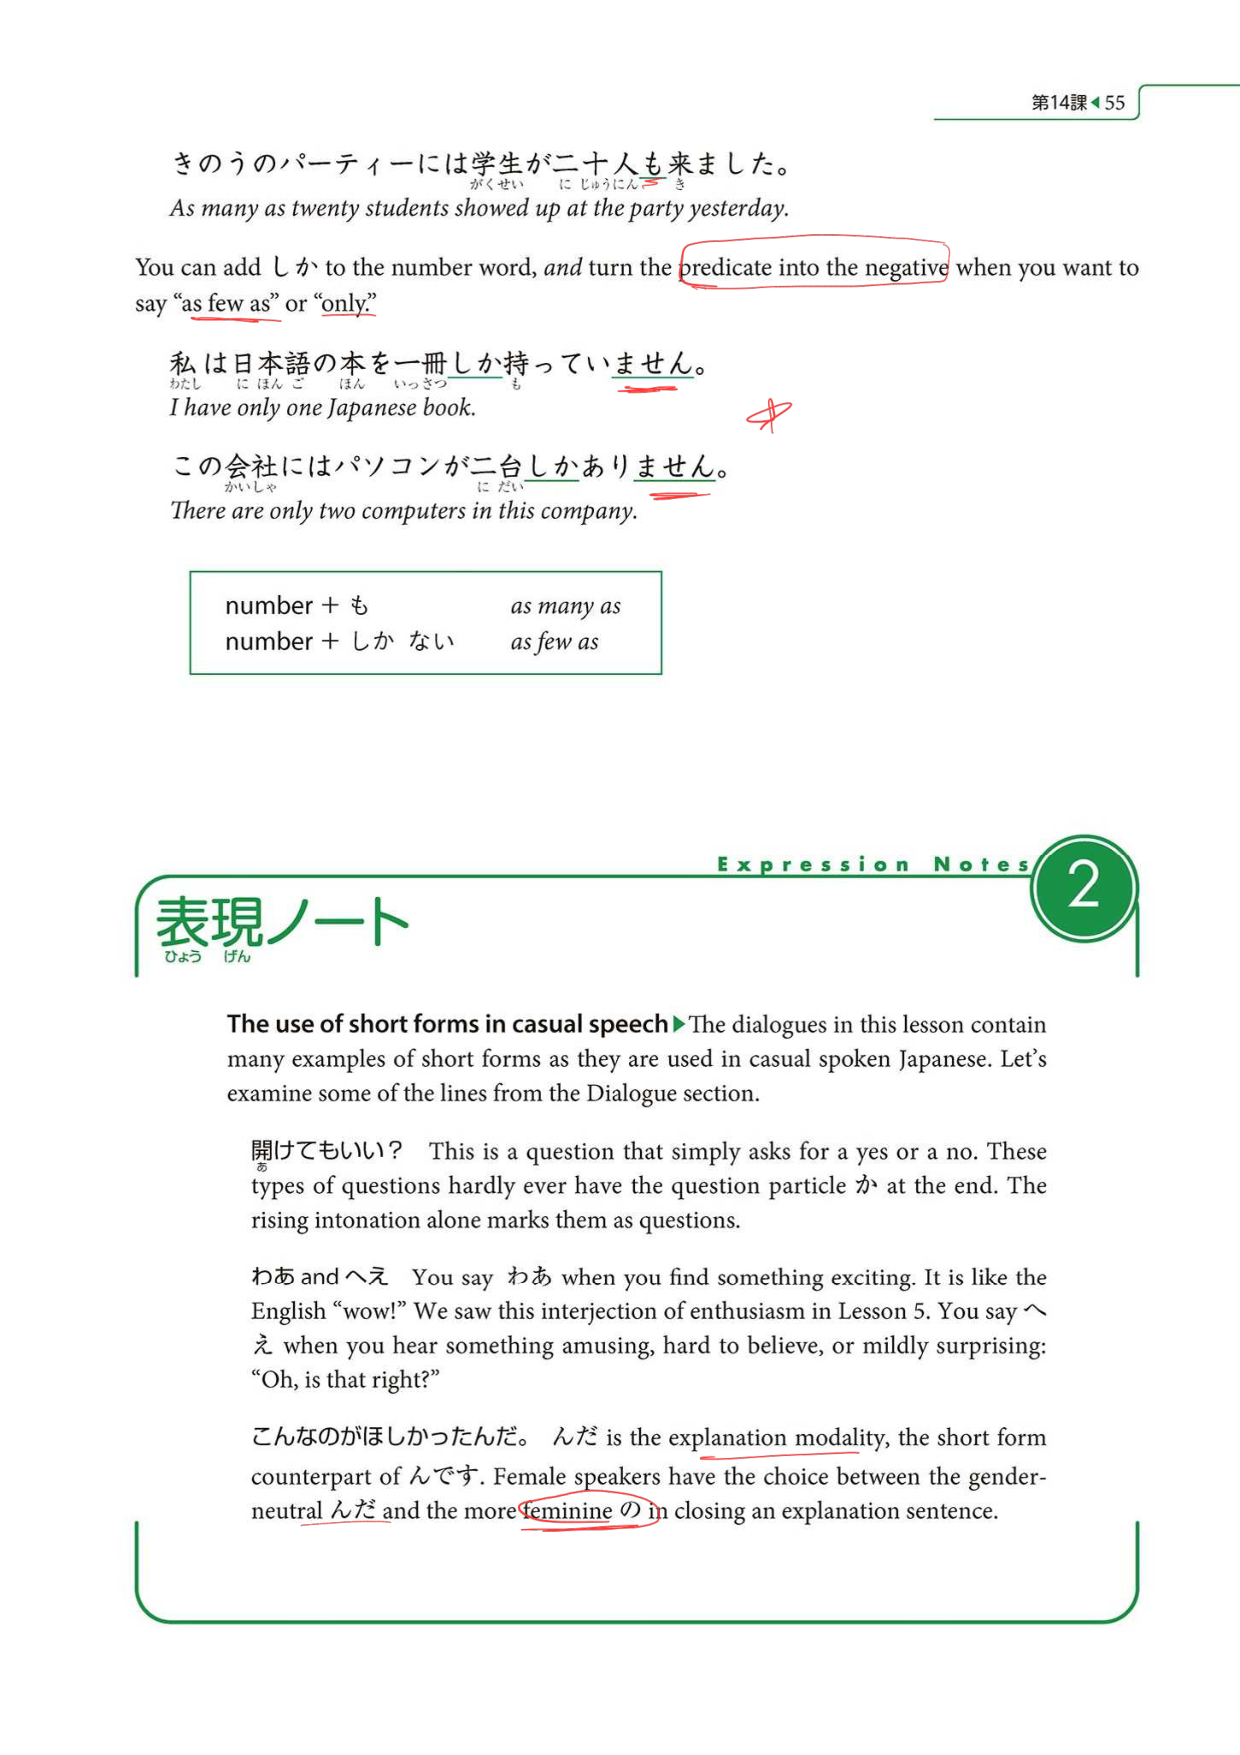 第14課◀55
きのうのパーティーには学生が二十人も来ました。
がくせい にじゅうにん き
As many as twenty students showed up at the party yesterday.
You can add しか to the number word, and turn the predicate into the negative when you want to
say “as few as” or “only.”
私は日本語の本を一冊しか持っていません。
わたし にほんご ほん いっさつ も
I have only one Japanese book.
この会社にはパソコンが二台しかありません。
かいしゃ にだい
There are only two computers in this company.
number + も as many as
number + しか ない as few as
Expression Notes 2
表現ノート
ひょうげん
The use of short forms in casual speech▶The dialogues in this lesson contain
many examples of short forms as they are used in casual spoken Japanese. Let’s
examine some of the lines from the Dialogue section.
開けてもいい？ This is a question that simply asks for a yes or a no. These
あ
types of questions hardly ever have the question particle か at the end. The
rising intonation alone marks them as questions.
わあ and へえ You say わあ when you find something exciting. It is like the
English “wow!” We saw this interjection of enthusiasm in Lesson 5. You say へ
え when you hear something amusing, hard to believe, or mildly surprising:
“Oh, is that right?”
こんなのがほしかったんだ。 んだ is the explanation modality, the short form
counterpart of んです. Female speakers have the choice between the gender-
neutral んだ and the more feminine の in closing an explanation sentence.